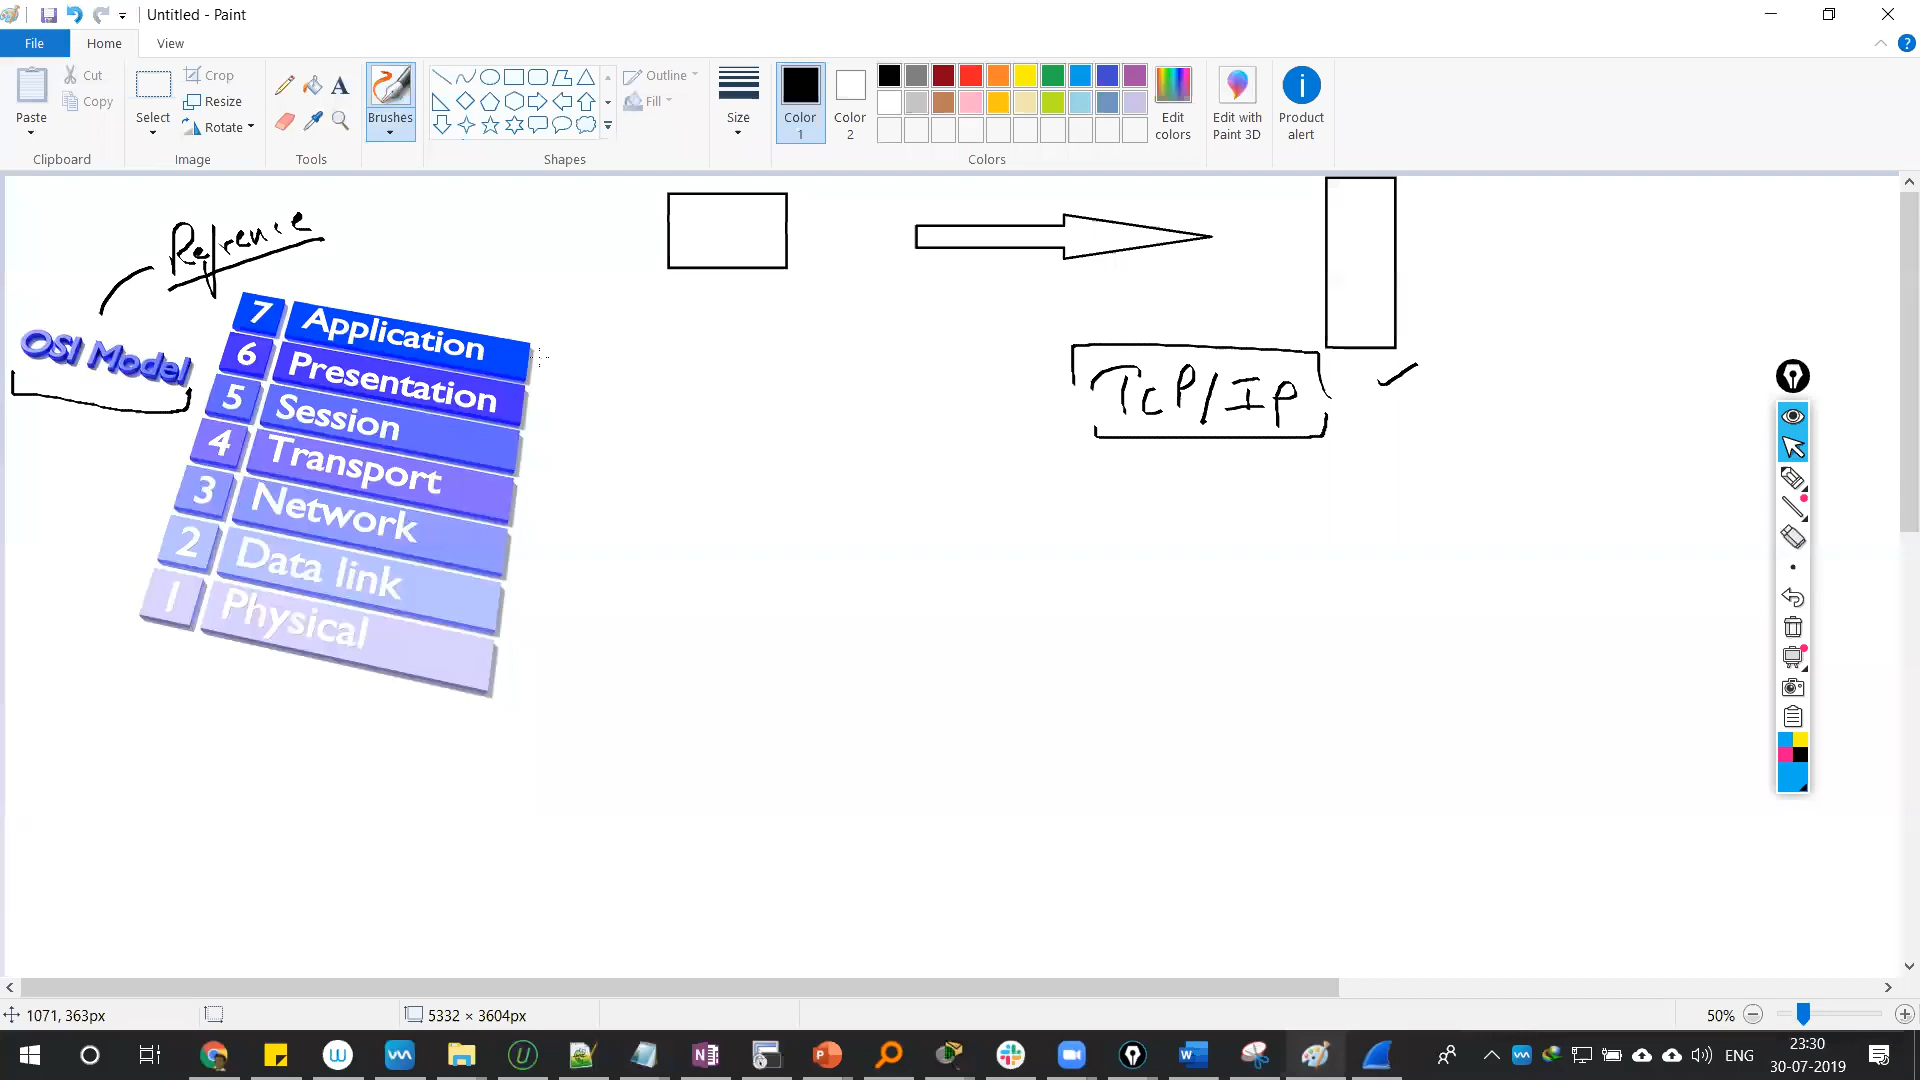 Untitled - Paint
File
Home
View
Paste
Cut
Copy
Clipboard
Select
Crop
Resize
Rotate
Image
Tools
Brushes
Shapes
Outline
Fill
Size
Color 1
Color 2
Colors
Edit colors
Edit with Paint 3D
Product alert
Refrence
OSI Model
7 Application
6 Presentation
5 Session
4 Transport
3 Network
2 Data link
1 Physical
TCP/IP
1071, 363px
5332 × 3604px
50%
ENG
23:30
30-07-2019